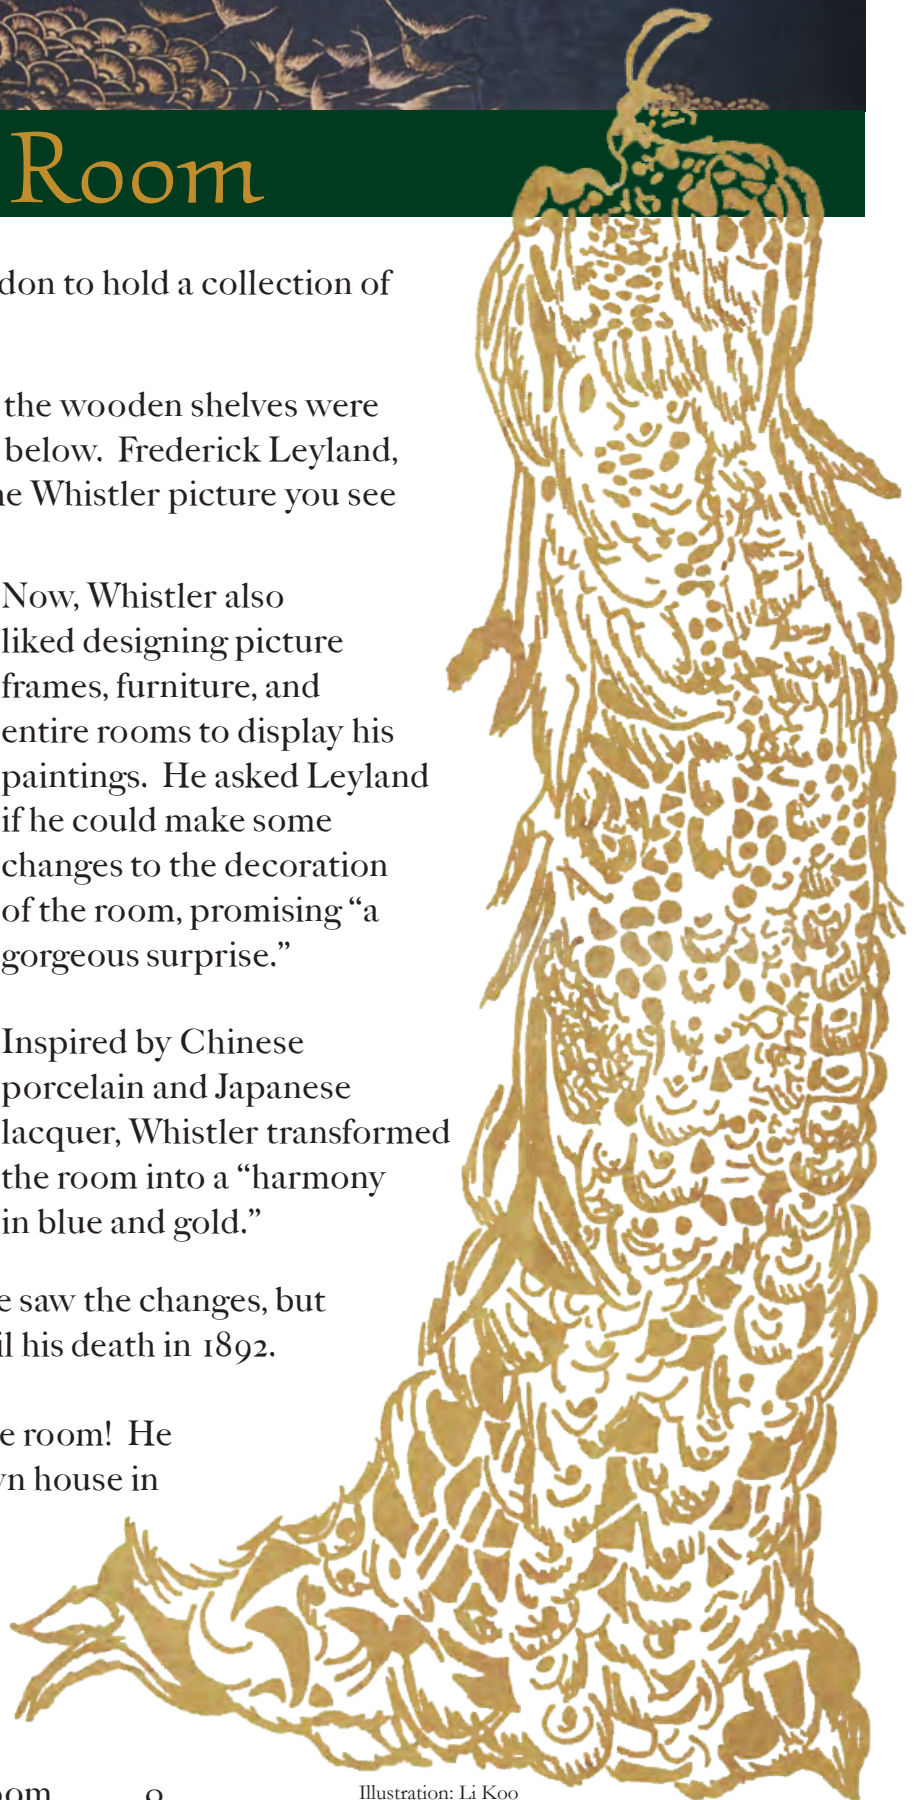 Room
don to hold a collection of
the wooden shelves were
below.  Frederick Leyland,
he Whistler picture you see
Now, Whistler also
liked designing picture
frames, furniture, and
entire rooms to display his
paintings.  He asked Leyland
if he could make some
changes to the decoration
of the room, promising “a
gorgeous surprise.”
Inspired by Chinese
porcelain and Japanese
lacquer, Whistler transformed
the room into a “harmony
in blue and gold.”
e saw the changes, but
il his death in 1892.
e room!  He
wn house in
Illustration: Li Koo